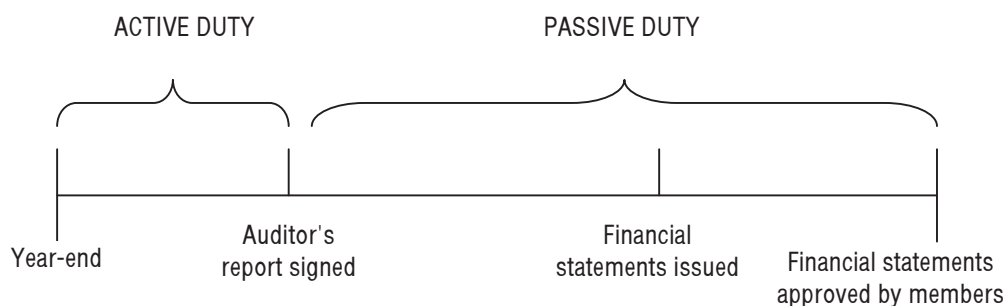 ACTIVE DUTY
PASSIVE DUTY
Year-end
Auditor's
report signed
Financial
statements issued
Financial statements
approved by members